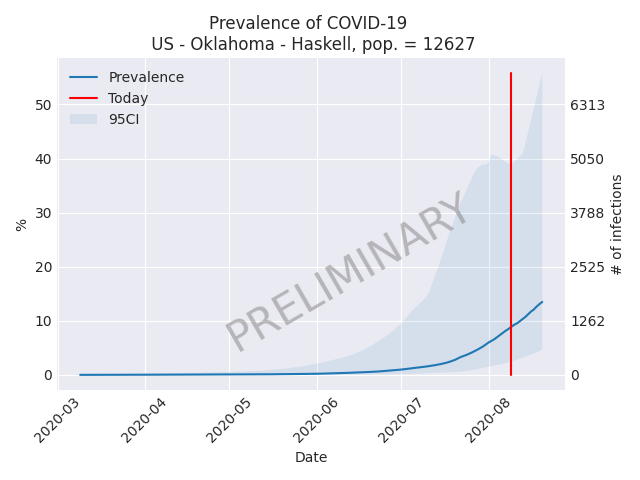 Prevalence of COVID-19
US - Oklahoma - Haskell, pop. = 12627
Prevalence
Today
95CI
%
50
40
30
20
10
0
6313
5050
3788
2525
1262
0
# of infections
PRELIMINARY
2020-03
2020-04
2020-05
2020-06
2020-07
2020-08
Date